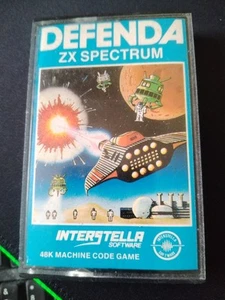 DEFENDA
ZX SPECTRUM
INTERSTELLA
SOFTWARE
48K MACHINE CODE GAME